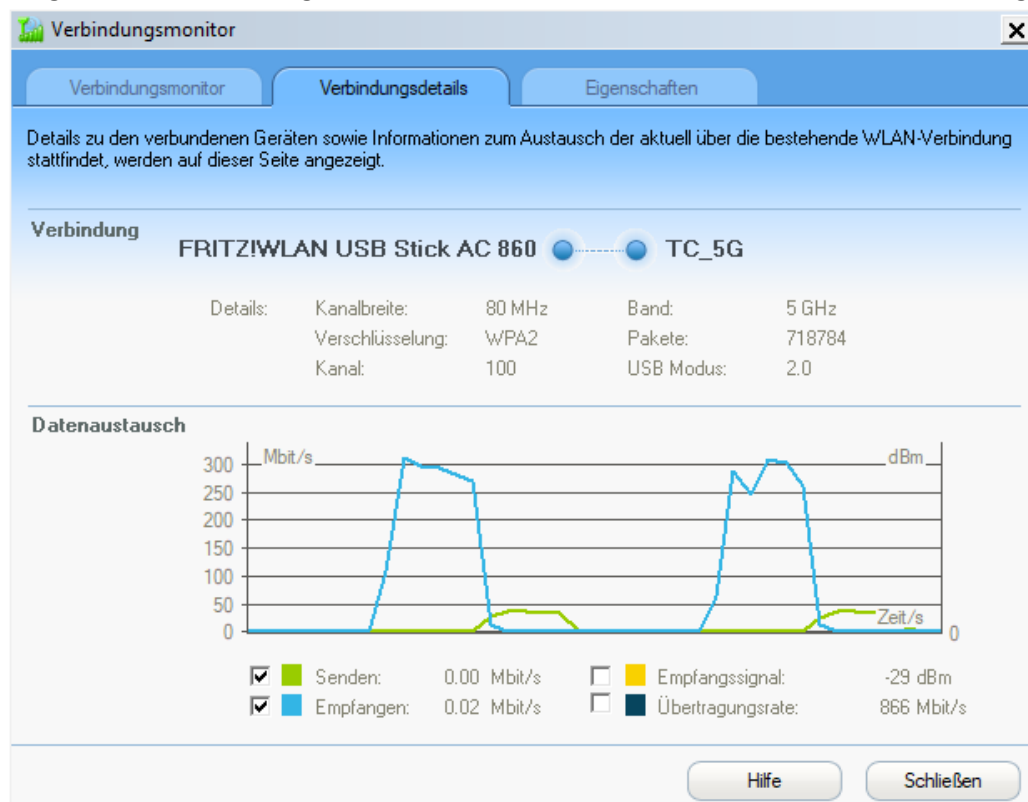 Verbindungsmonitor
Verbindungsmonitor Verbindungsdetails Eigenschaften
Details zu den verbundenen Geräten sowie Informationen zum Austausch der aktuell über die bestehende WLAN-Verbindung
stattfindet, werden auf dieser Seite angezeigt.
Verbindung
FRITZ!WLAN USB Stick AC 860 TC_5G
Details: Kanalbreite: 80 MHz Band: 5 GHz
Verschlüsselung: WPA2 Pakete: 718784
Kanal: 100 USB Modus: 2.0
Datenaustausch
300 Mbit/s dBm
250
200
150
100
50 Zeit/s
0 0
Senden: 0.00 Mbit/s Empfangssignal: -29 dBm
Empfangen: 0.02 Mbit/s Übertragungsrate: 866 Mbit/s
Hilfe Schließen